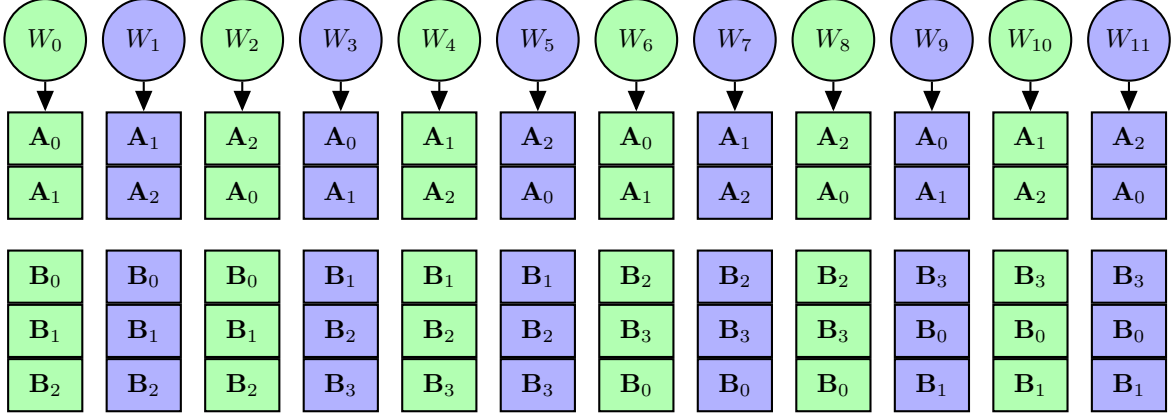 W₀ W₁ W₂ W₃ W₄ W₅ W₆ W₇ W₈ W₉ W₁₀ W₁₁
A₀ A₁ A₂ A₀ A₁ A₂ A₀ A₁ A₂ A₀ A₁ A₂
A₁ A₂ A₀ A₁ A₂ A₀ A₁ A₂ A₀ A₁ A₂ A₀
B₀ B₀ B₀ B₁ B₁ B₁ B₂ B₂ B₂ B₃ B₃ B₃
B₁ B₁ B₁ B₂ B₂ B₂ B₃ B₃ B₃ B₀ B₀ B₀
B₂ B₂ B₂ B₃ B₃ B₃ B₀ B₀ B₀ B₁ B₁ B₁